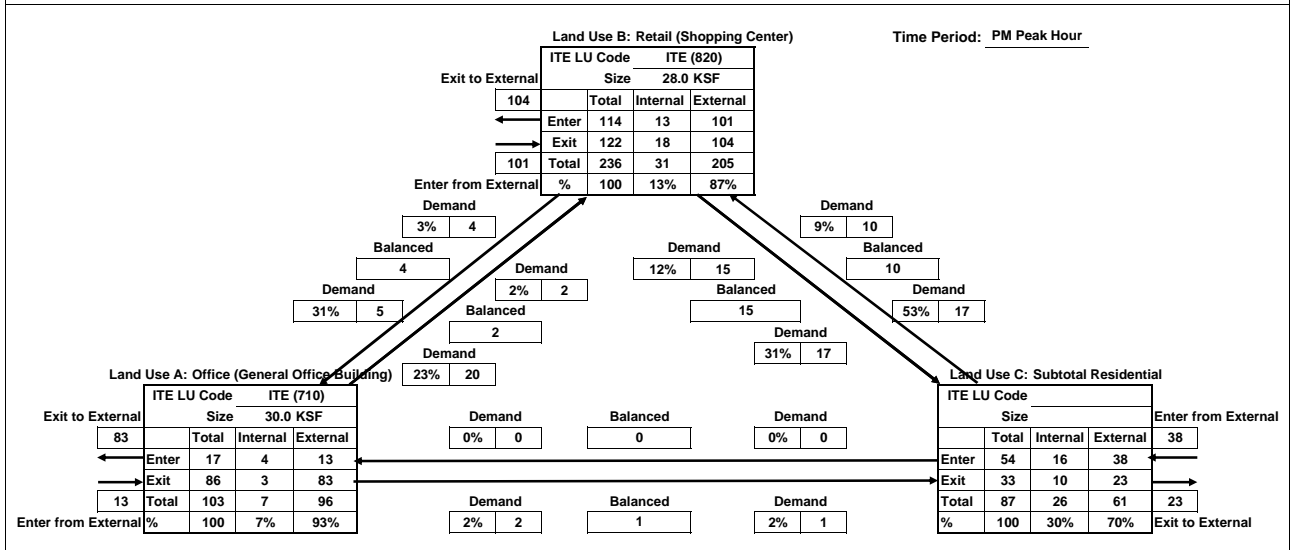 Land Use B: Retail (Shopping Center)
Time Period: PM Peak Hour
ITE LU Code ITE (820)
Exit to External Size 28.0 KSF
104 Total Internal External
Enter 114 13 101
Exit 122 18 104
101 Total 236 31 205
Enter from External % 100 13% 87%
Demand Demand
3% 4 9% 10
Balanced Demand Balanced
4 Demand 12% 15 10
Demand 2% 2 Balanced Demand
31% 5 Balanced 15 53% 17
2 Demand
Demand 31% 17
Land Use A: Office (General Office Building) 23% 20 Land Use C: Subtotal Residential
ITE LU Code ITE (710) ITE LU Code
Exit to External Size 30.0 KSF Demand Balanced Demand Size Enter from External
83 Total Internal External 0% 0 0 0% 0 Total Internal External 38
Enter 17 4 13 Enter 54 16 38
Exit 86 3 83 Exit 33 10 23
13 Total 103 7 96 Demand Balanced Demand Total 87 26 61 23
Enter from External % 100 7% 93% 2% 2 1 2% 1 % 100 30% 70% Exit to External